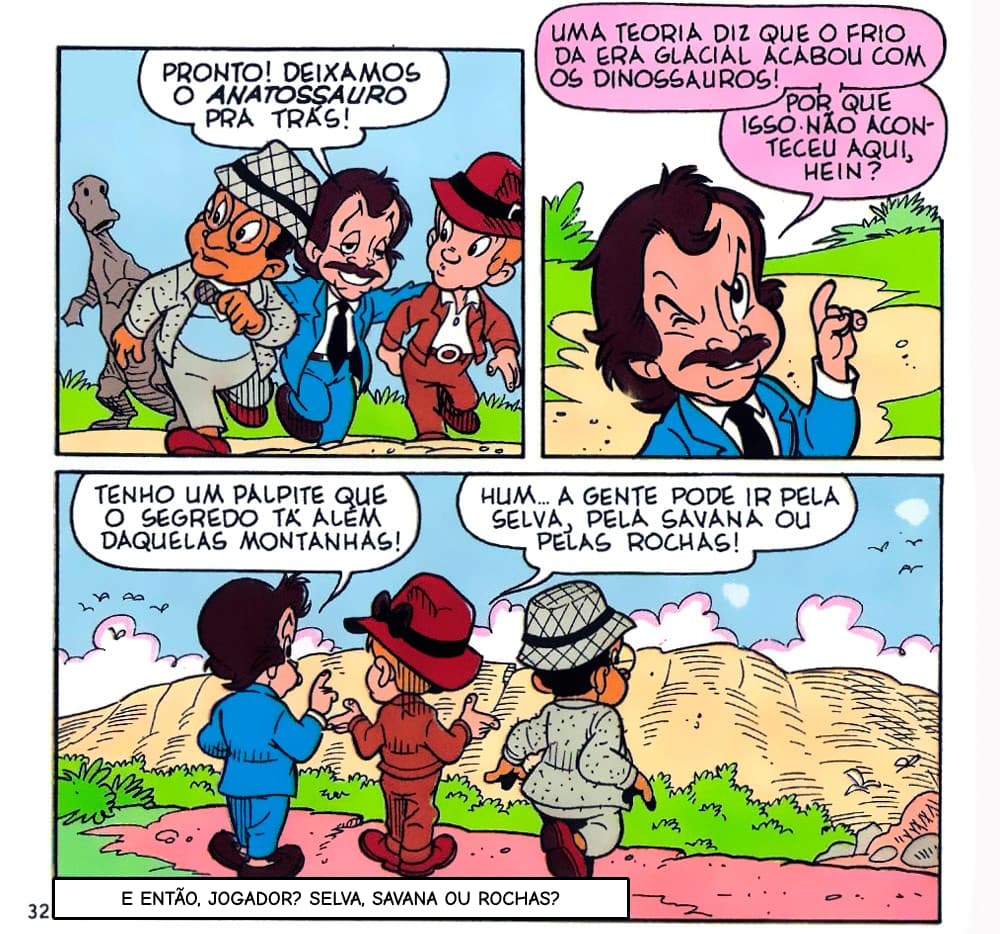 PRONTO! DEIXAMOS
O ANATOSSAURO
PRA TRÁS!
UMA TEORIA DIZ QUE O FRIO
DA ERA GLACIAL ACABOU COM
OS DINOSSAUROS!
POR QUE
ISSO NÃO ACON-
TECEU AQUI,
HEIN?
TENHO UM PALPITE QUE
O SEGREDO TÁ ALÉM
DAQUELAS MONTANHAS!
HUM... A GENTE PODE IR PELA
SELVA, PELA SAVANA OU
PELAS ROCHAS!
E ENTÃO, JOGADOR? SELVA, SAVANA OU ROCHAS?
32